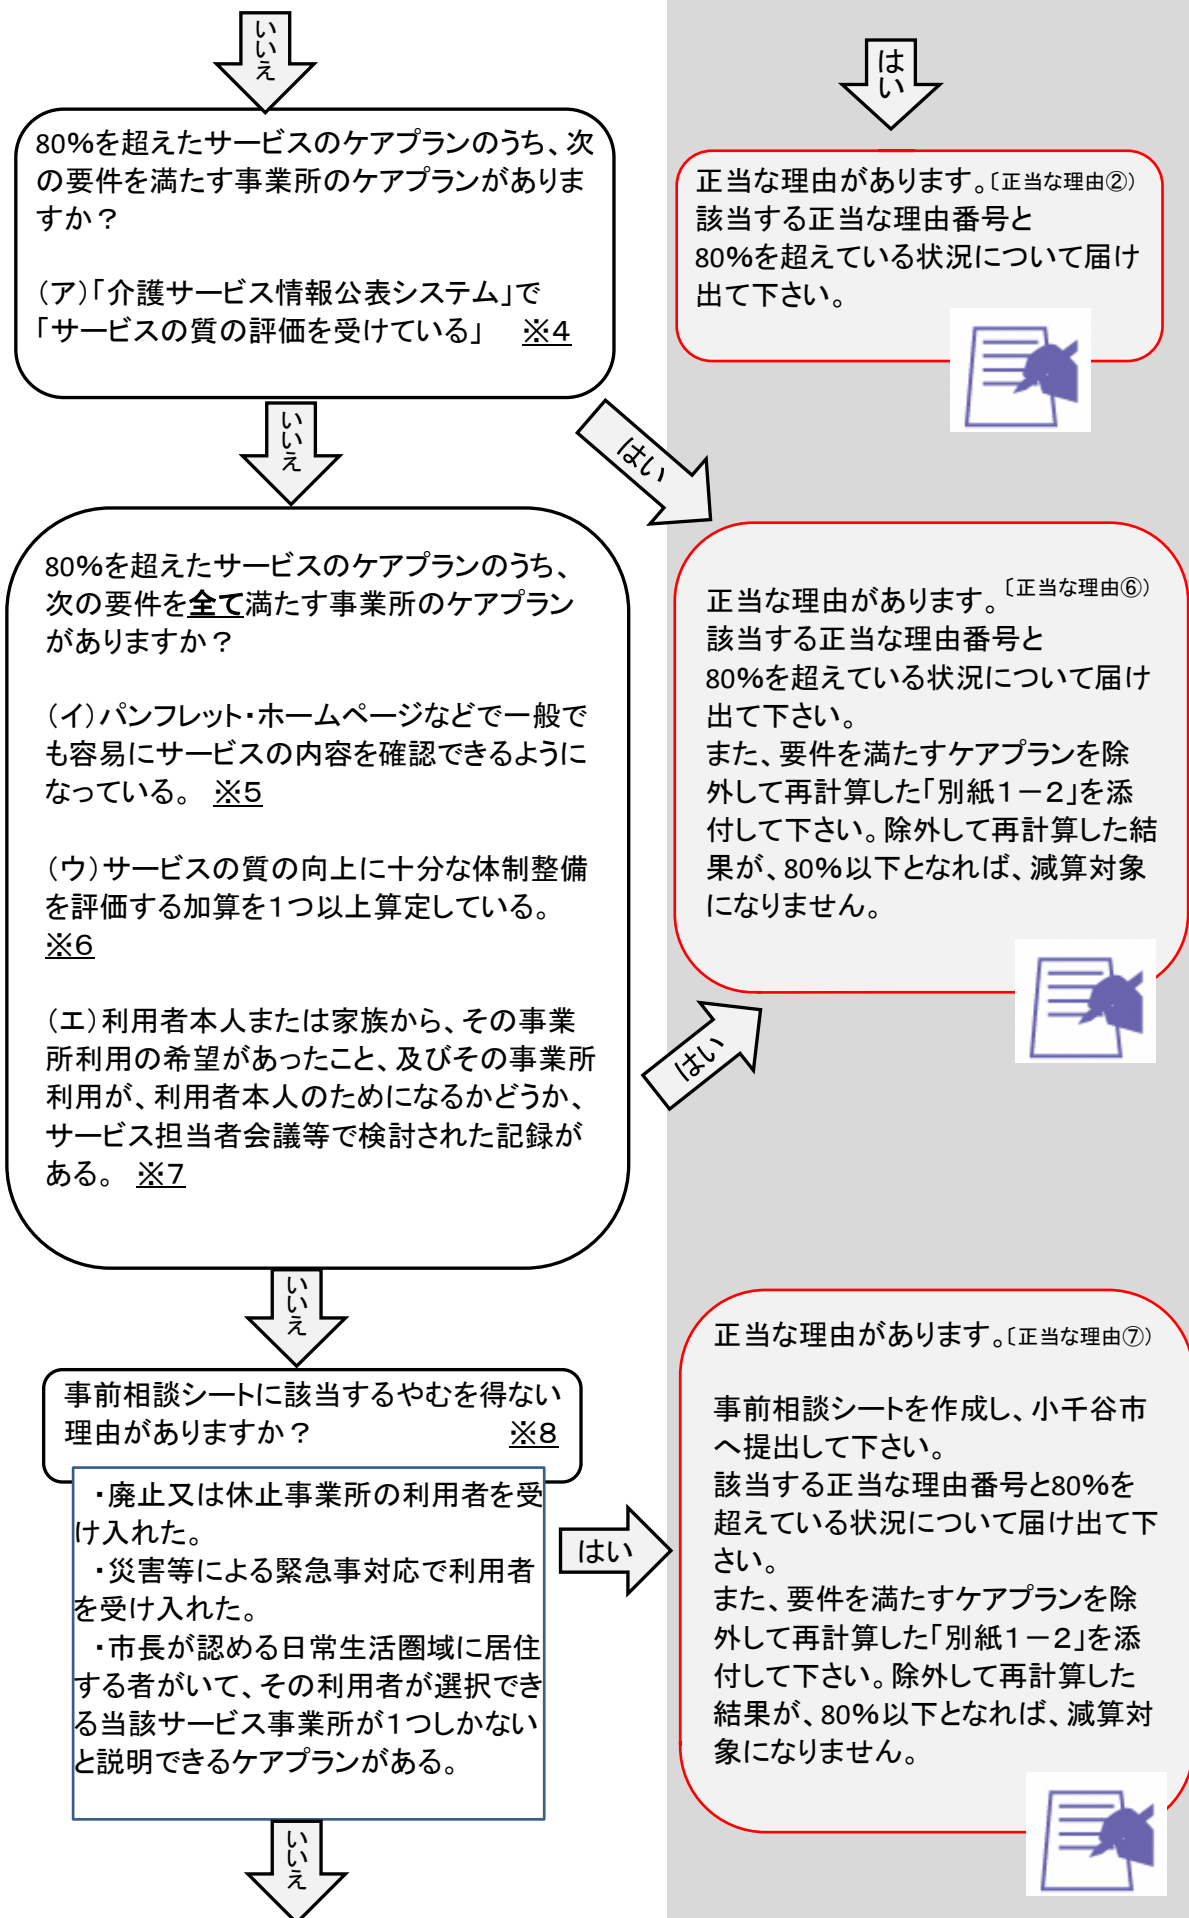 いいえ
はい
80%を超えたサービスのケアプランのうち、次
の要件を満たす事業所のケアプランがありま
すか？
（ア）「介護サービス情報公表システム」で
「サービスの質の評価を受けている」　※4
正当な理由があります。〔正当な理由②〕
該当する正当な理由番号と
80%を超えている状況について届け
出て下さい。
いいえ
はい
80%を超えたサービスのケアプランのうち、
次の要件を全て満たす事業所のケアプラン
がありますか？
（イ）パンフレット・ホームページなどで一般で
も容易にサービスの内容を確認できるように
なっている。　※5
（ウ）サービスの質の向上に十分な体制整備
を評価する加算を１つ以上算定している。
※6
（エ）利用者本人または家族から、その事業
所利用の希望があったこと、及びその事業所
利用が、利用者本人のためになるかどうか、
サービス担当者会議等で検討された記録が
ある。　※7
正当な理由があります。〔正当な理由⑥〕
該当する正当な理由番号と
80%を超えている状況について届け
出て下さい。
また、要件を満たすケアプランを除
外して再計算した「別紙１－２」を添
付して下さい。除外して再計算した結
果が、80%以下となれば、減算対象
になりません。
はい
いいえ
事前相談シートに該当するやむを得ない
理由がありますか？　※8
・廃止又は休止事業所の利用者を受
け入れた。
・災害等による緊急事対応で利用者
を受け入れた。
・市長が認める日常生活圏域に居住
する者がいて、その利用者が選択でき
る当該サービス事業所が１つしかない
と説明できるケアプランがある。
はい
正当な理由があります。〔正当な理由⑦〕
事前相談シートを作成し、小千谷市
へ提出して下さい。
該当する正当な理由番号と80%を
超えている状況について届け出て下
さい。
また、要件を満たすケアプランを除
外して再計算した「別紙１－２」を添
付して下さい。除外して再計算した
結果が、80%以下となれば、減算対
象になりません。
いいえ